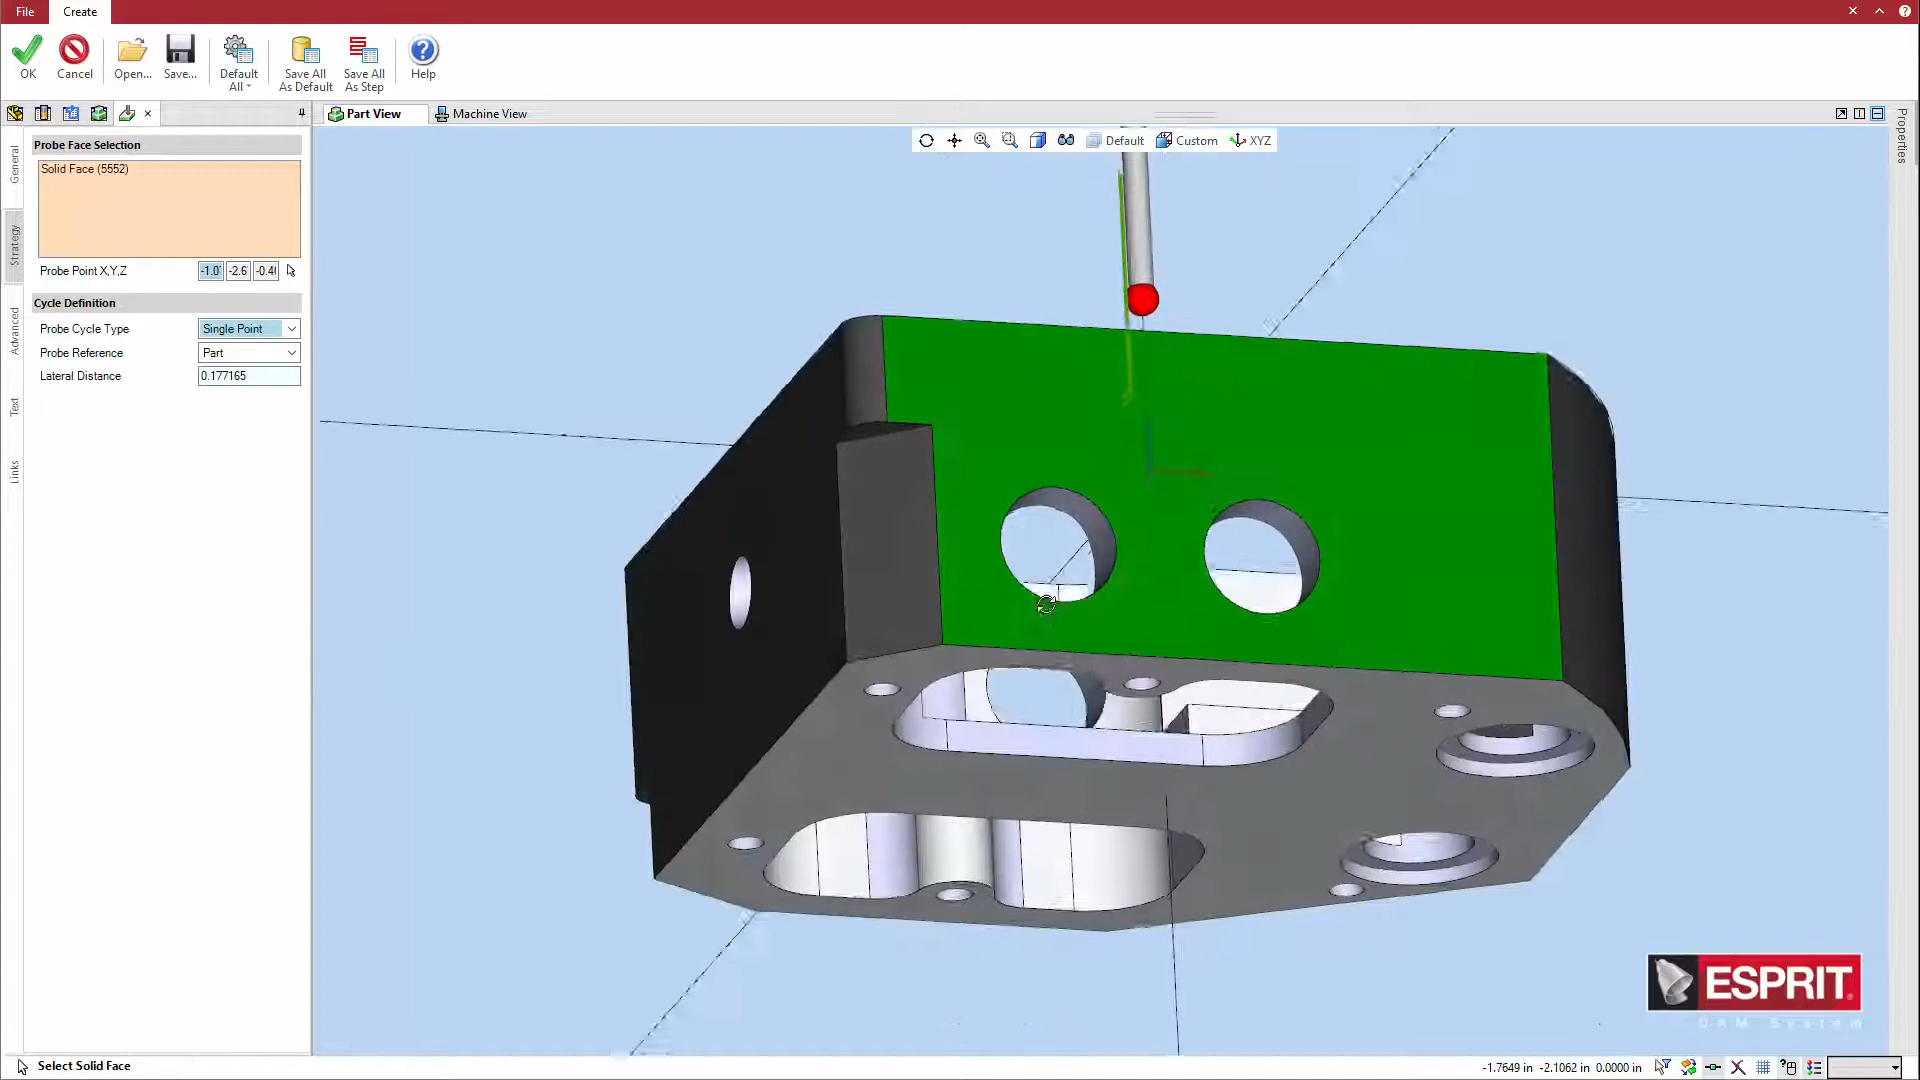 File
Create
OK
Cancel
Open...
Save...
Default
All
Save All
As Default
Save All
As Step
Help
Part View
Machine View
Properties
Default
Custom
XYZ
General
Strategy
Advanced
Text
Links
Probe Face Selection
Solid Face (5552)
Probe Point X,Y,Z
-2.6
Cycle Definition
Probe Cycle Type
Single Point
Probe Reference
Part
Lateral Distance
0.177165
ESPRIT
CAM System
Select Solid Face
-1.7649 in -2.1062 in 0.0000 in